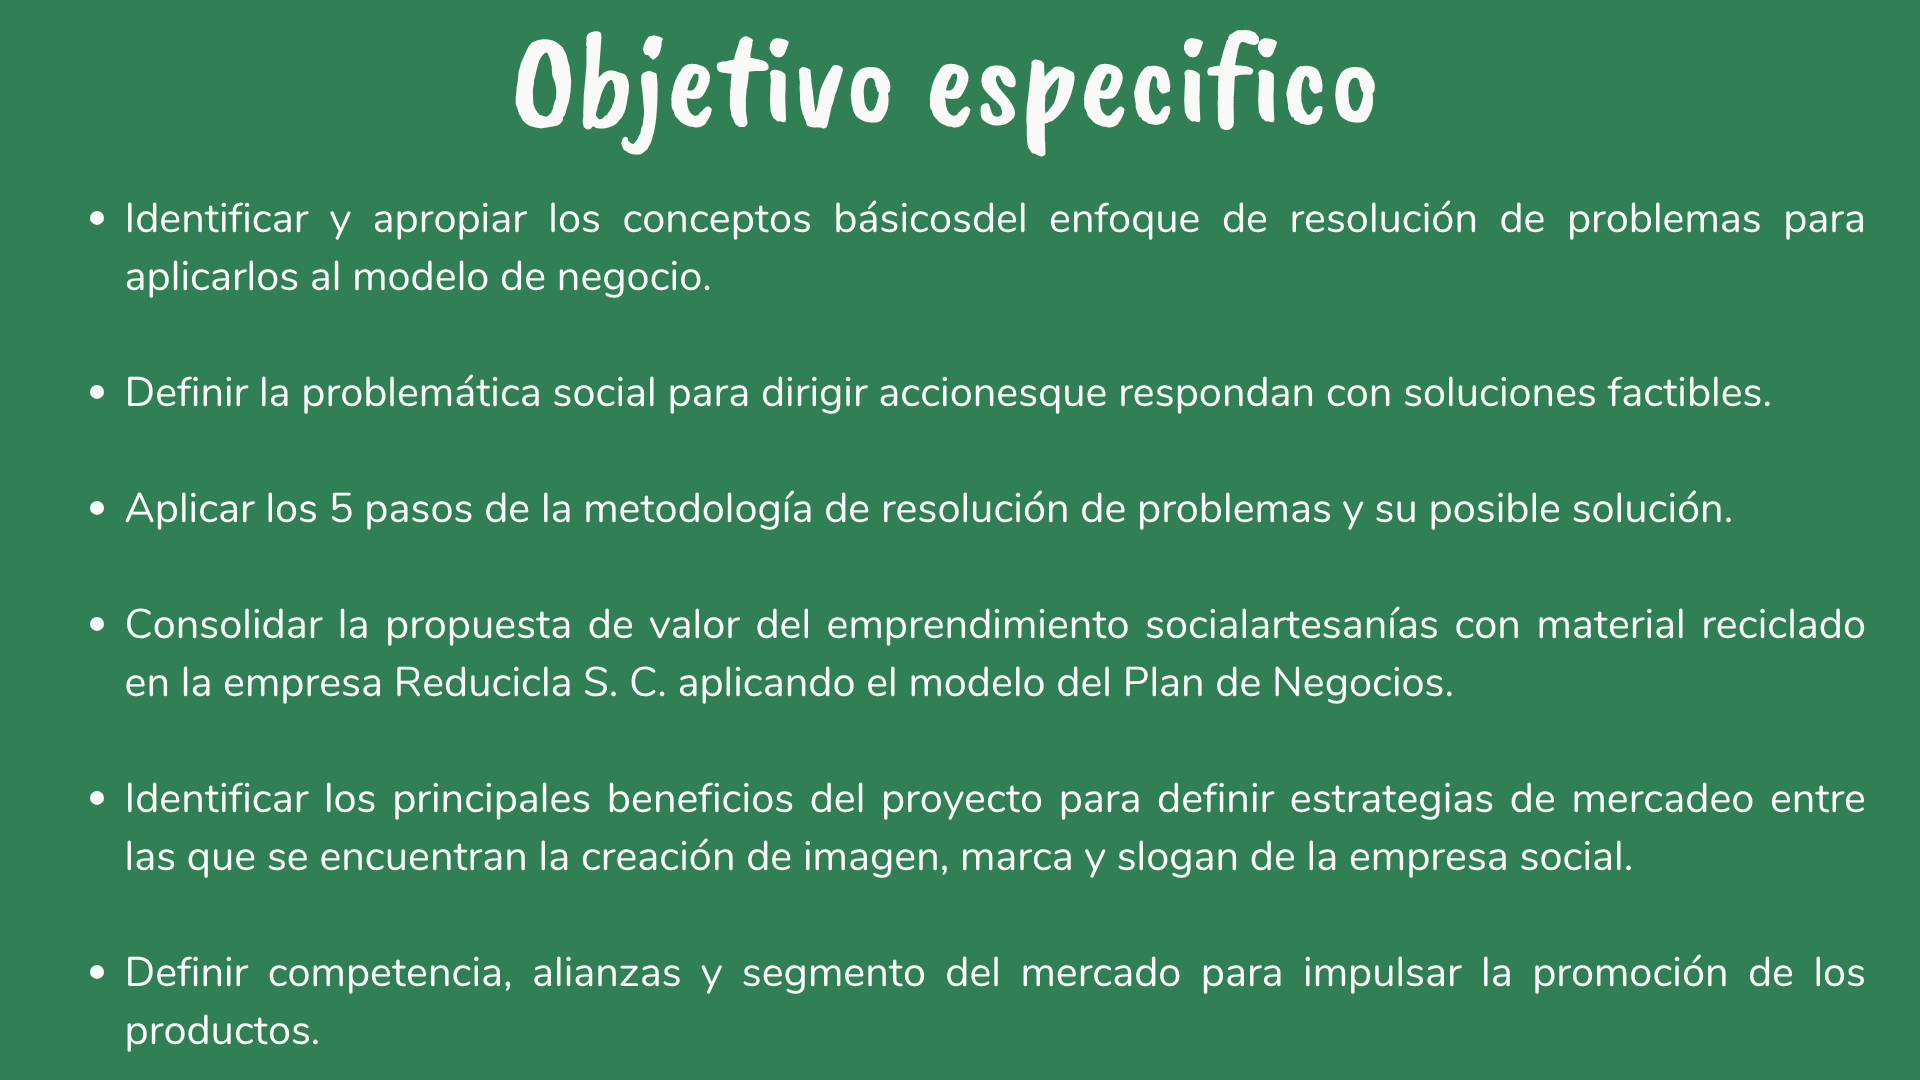 Objetivo especifico
• Identificar y apropiar los conceptos básicosdel enfoque de resolución de problemas para
aplicarlos al modelo de negocio.
• Definir la problemática social para dirigir accionesque respondan con soluciones factibles.
• Aplicar los 5 pasos de la metodología de resolución de problemas y su posible solución.
• Consolidar la propuesta de valor del emprendimiento socialartesanías con material reciclado
en la empresa Reducicla S. C. aplicando el modelo del Plan de Negocios.
• Identificar los principales beneficios del proyecto para definir estrategias de mercadeo entre
las que se encuentran la creación de imagen, marca y slogan de la empresa social.
• Definir competencia, alianzas y segmento del mercado para impulsar la promoción de los
productos.